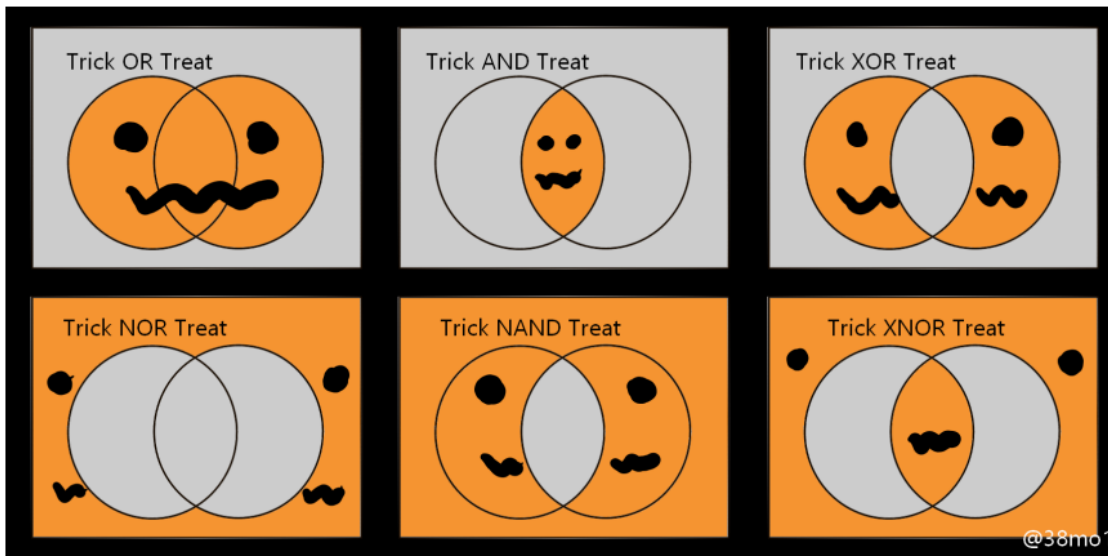 Trick OR Treat
Trick AND Treat
Trick XOR Treat
Trick NOR Treat
Trick NAND Treat
Trick XNOR Treat